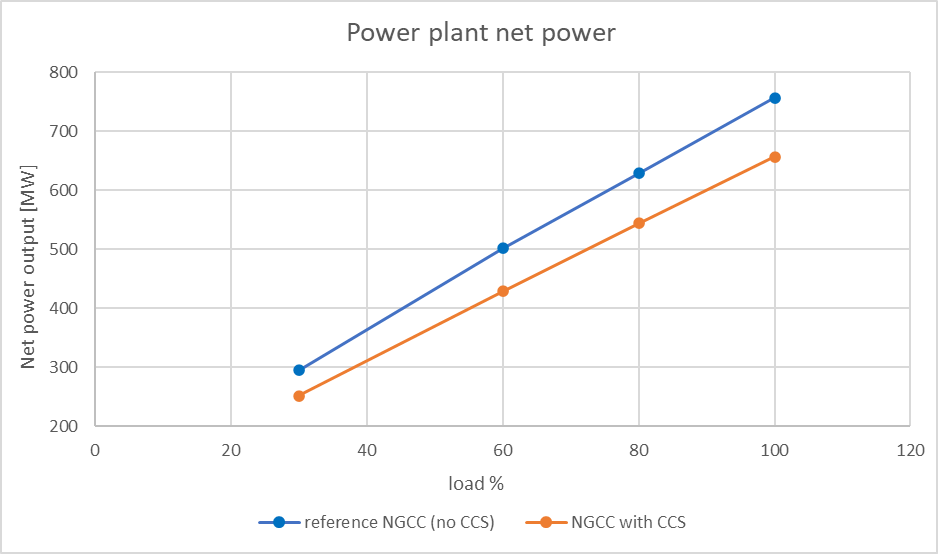 Power plant net power
Net power output [MW]
800
700
600
500
400
300
200
0 20 40 60 80 100 120
load %
reference NGCC (no CCS) NGCC with CCS